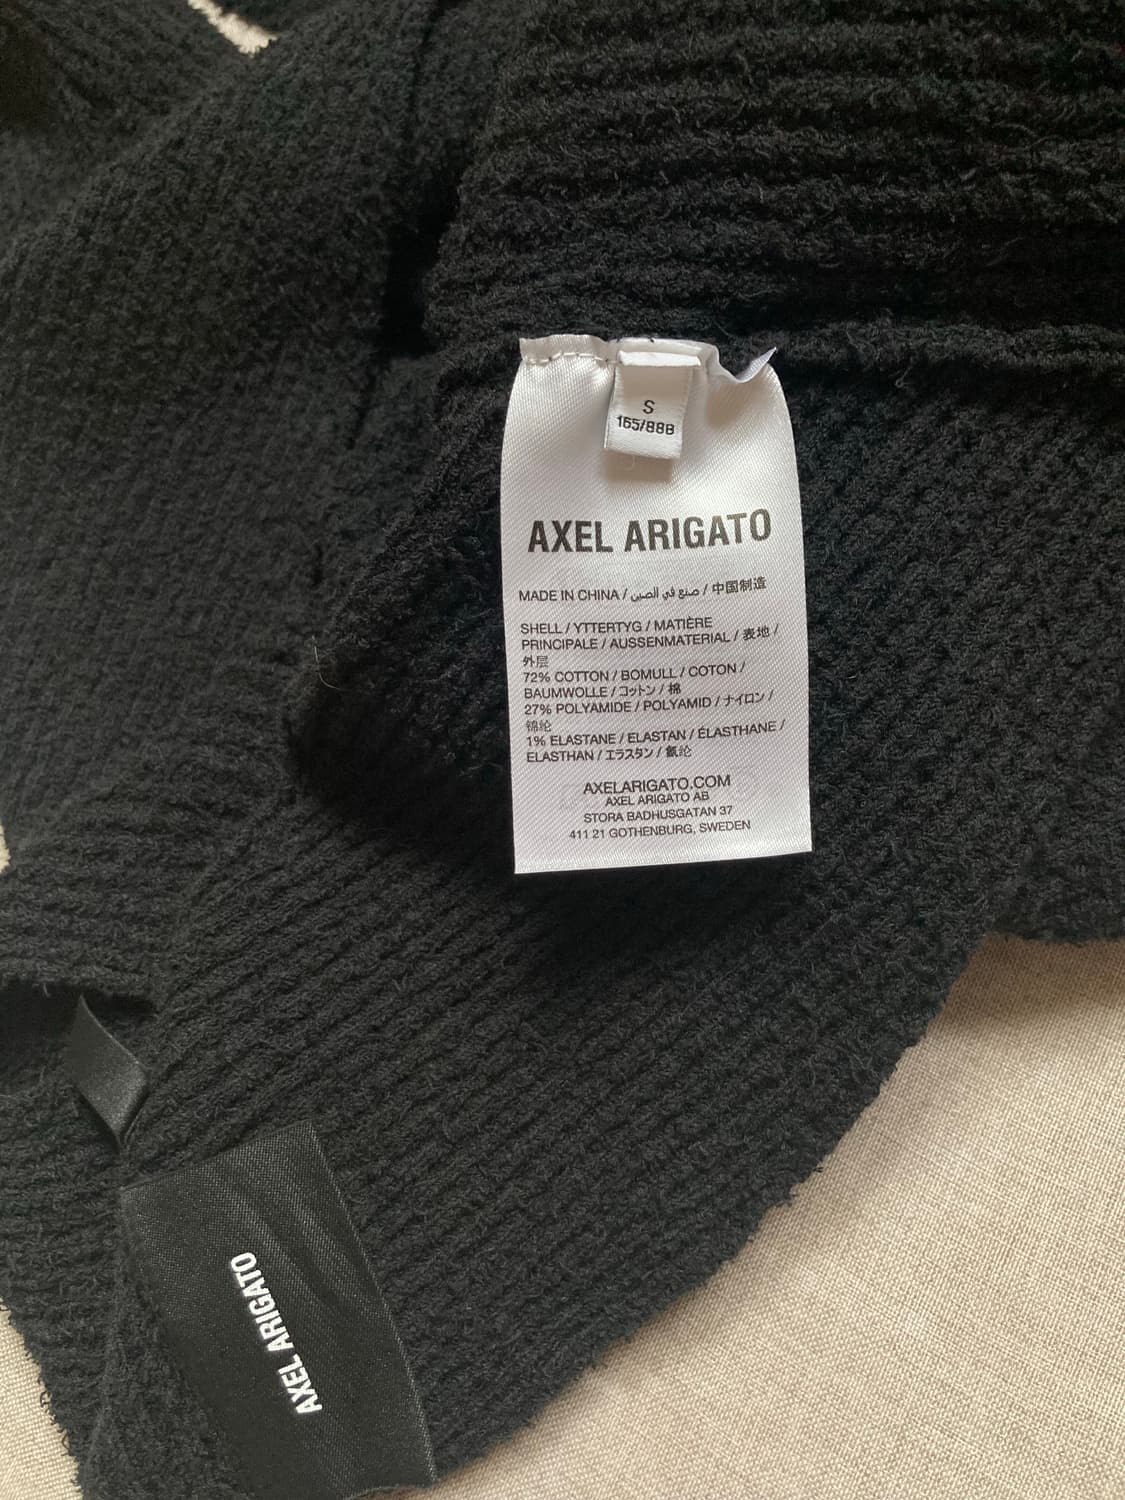 S
165/88B
AXEL ARIGATO
MADE IN CHINA / صنع في الصين / 中国制造
SHELL / YTTERTYG / MATIÈRE
PRINCIPALE / AUSSENMATERIAL / 表地 /
外层
72% COTTON / BOMULL / COTON /
BAUMWOLLE / コットン / 棉
27% POLYAMIDE / POLYAMID / ナイロン /
锦纶
1% ELASTANE / ELASTAN / ÉLASTHANE /
ELASTHAN / エラスタン / 氨纶
AXELARIGATO.COM
AXEL ARIGATO AB
STORA BADHUSGATAN 37
411 21 GOTHENBURG, SWEDEN
AXEL ARIGATO